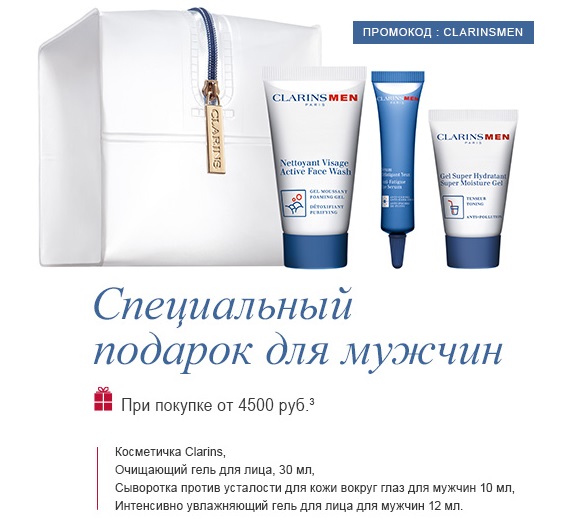 ПРОМОКОД : CLARINSMEN
CLARINS
CLARINSMEN
PARIS
Nettoyant Visage
Active Face Wash
GEL MOUSSANT
FOAMING GEL
DÉTOXIFIANT
PURIFYING
CLARINSMEN
PARIS
CLARINSMEN
PARIS
Gel Super Hydratant
Super Moisture Gel
TENSEUR
TONING
ANTI-POLLUTION
Специальный
подарок для мужчин
При покупке от 4500 руб.³
Косметичка Clarins,
Очищающий гель для лица, 30 мл,
Сыворотка против усталости для кожи вокруг глаз для мужчин 10 мл,
Интенсивно увлажняющий гель для лица для мужчин 12 мл.